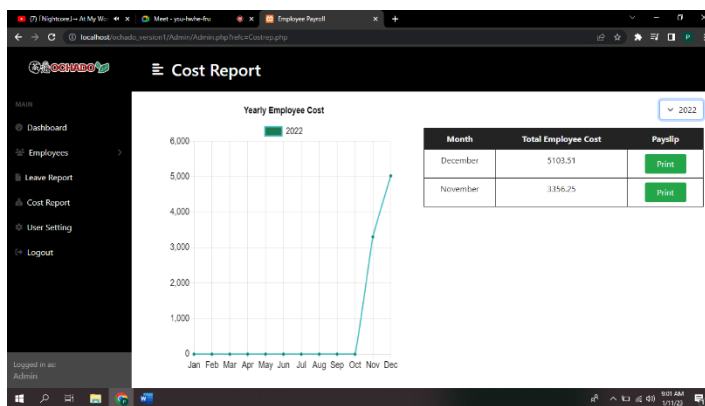 (7) [Nightcore] → At My Wor
Meet - ysu-hwhe-fru
Employee Payroll
localhost/ochado_version1/Admin/Admin.php?refc=Costrep.php
OCHADO
Cost Report
MAIN
Dashboard
Employees
Leave Report
Cost Report
User Setting
Logout
Logged in as:
Admin
Yearly Employee Cost
2022
6,000
5,000
4,000
3,000
2,000
1,000
0
Jan Feb Mar Apr May Jun Jul Aug Sep Oct Nov Dec
2022
Month Total Employee Cost Payslip
December 5103.51 Print
November 3356.25 Print
9:01 AM
1/11/23